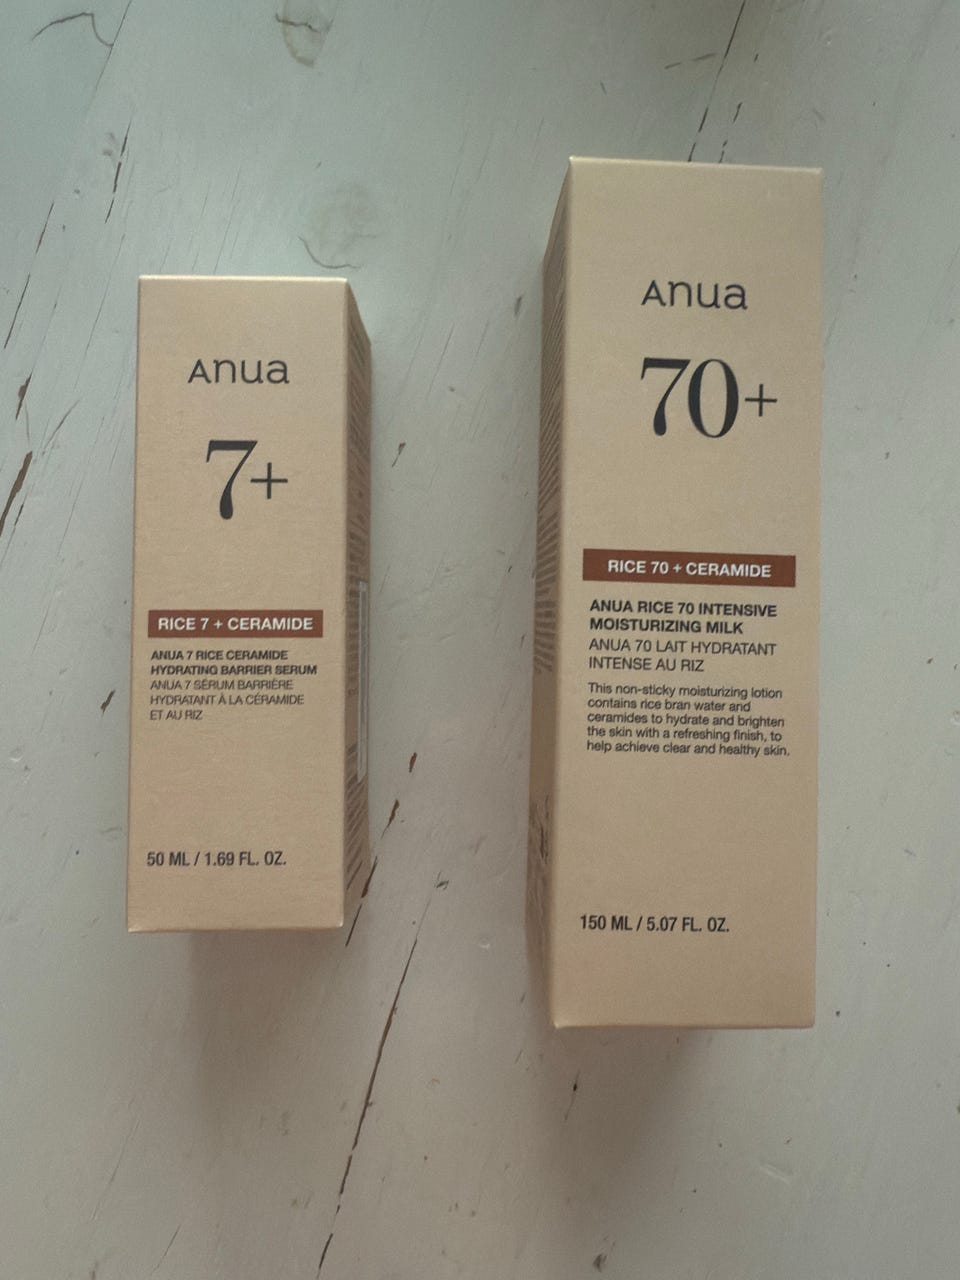 Anua
7+
RICE 7 + CERAMIDE
ANUA 7 RICE CERAMIDE
HYDRATING BARRIER SERUM
ANUA 7 SÉRUM BARRIÈRE
HYDRATANT À LA CÉRAMIDE
ET AU RIZ
50 ML / 1.69 FL. OZ.
Anua
70+
RICE 70 + CERAMIDE
ANUA RICE 70 INTENSIVE
MOISTURIZING MILK
ANUA 70 LAIT HYDRATANT
INTENSE AU RIZ
This non-sticky moisturizing lotion
contains rice bran water and
ceramides to hydrate and brighten
the skin with a refreshing finish, to
help achieve clear and healthy skin.
150 ML / 5.07 FL. OZ.